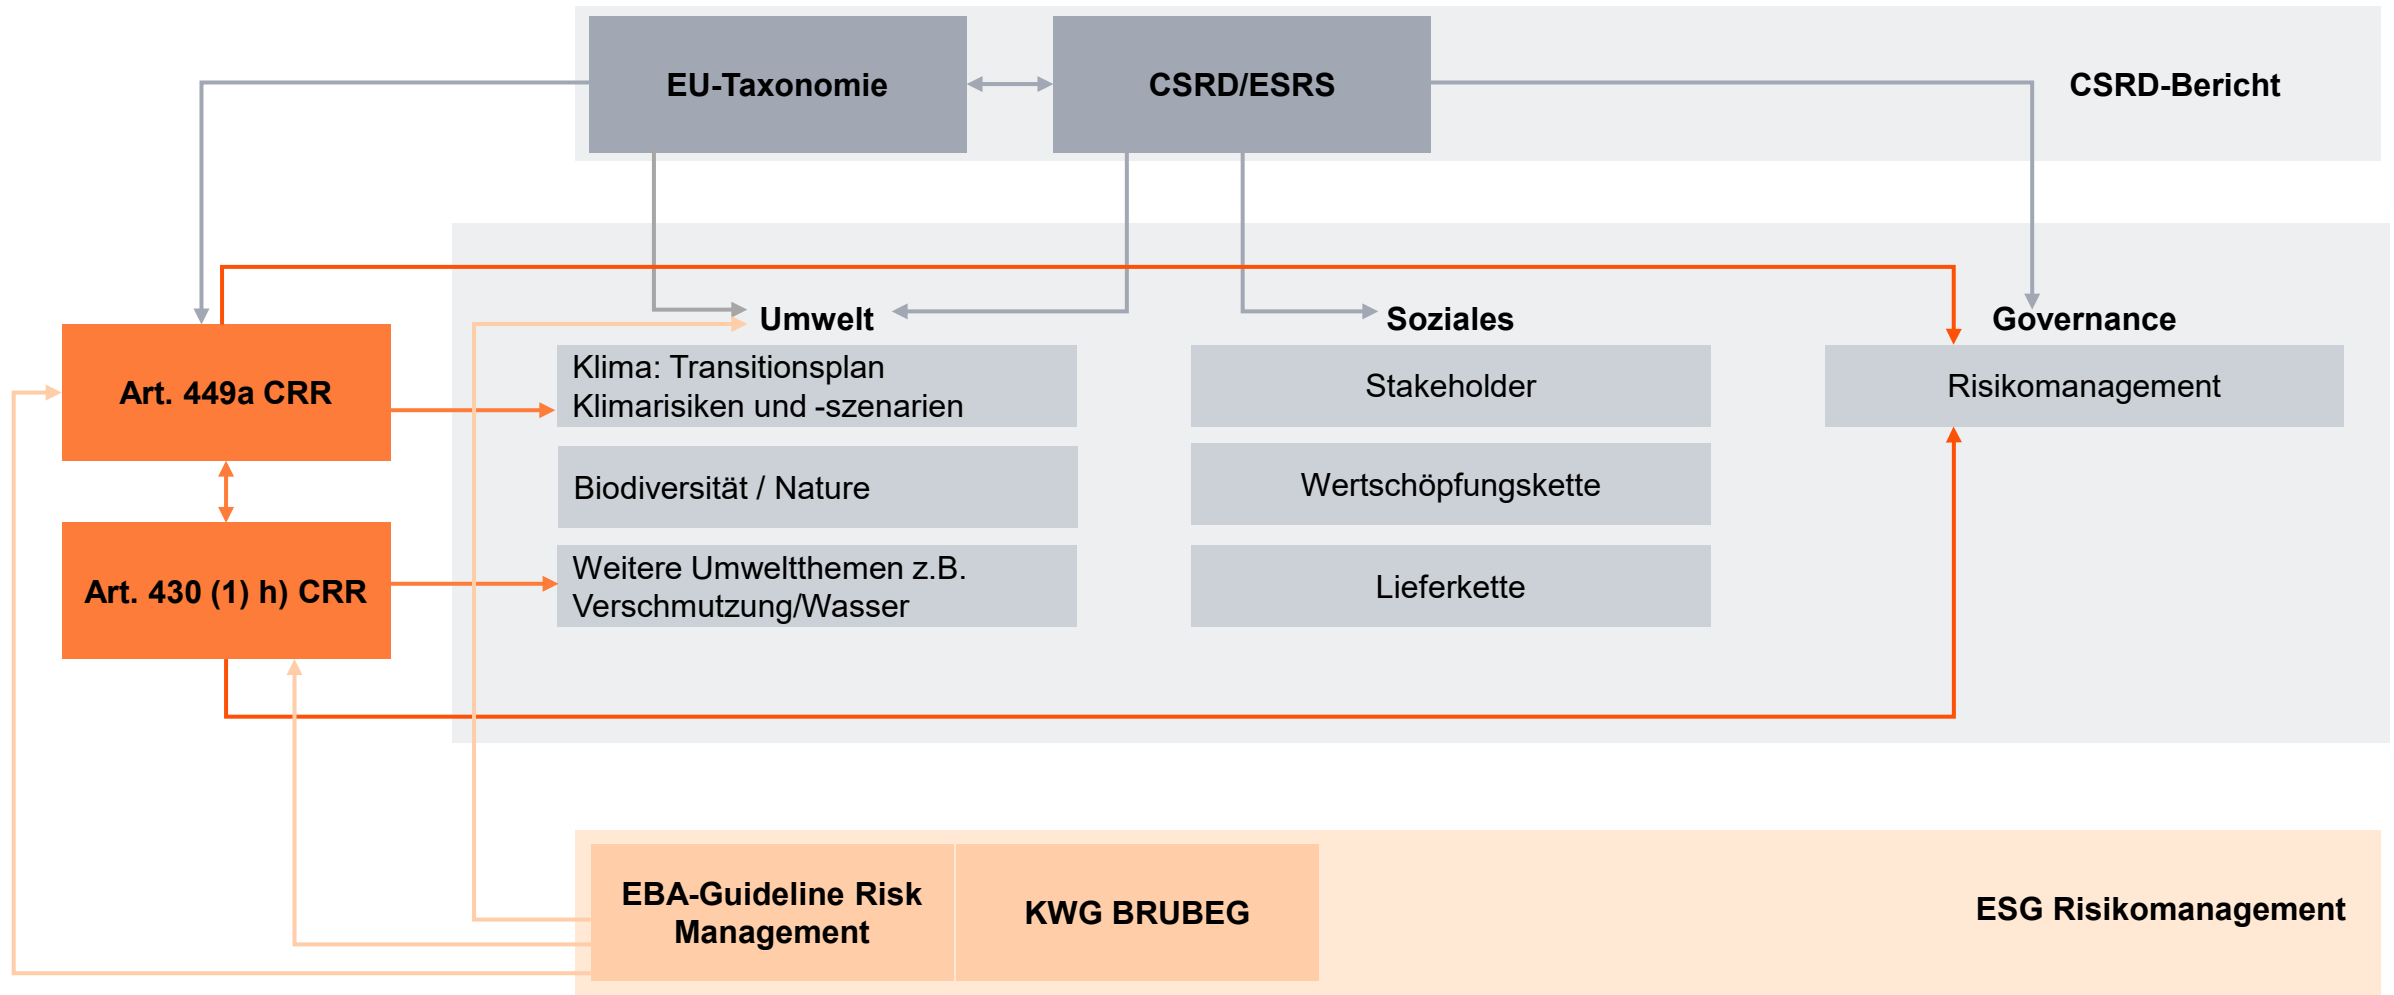 EU-Taxonomie
CSRD/ESRS
CSRD-Bericht
Umwelt
Soziales
Governance
Art. 449a CRR
Klima: Transitionsplan
Klimarisiken und -szenarien
Stakeholder
Risikomanagement
Biodiversität / Nature
Wertschöpfungskette
Art. 430 (1) h) CRR
Weitere Umweltthemen z.B.
Verschmutzung/Wasser
Lieferkette
EBA-Guideline Risk
Management
KWG BRUBEG
ESG Risikomanagement